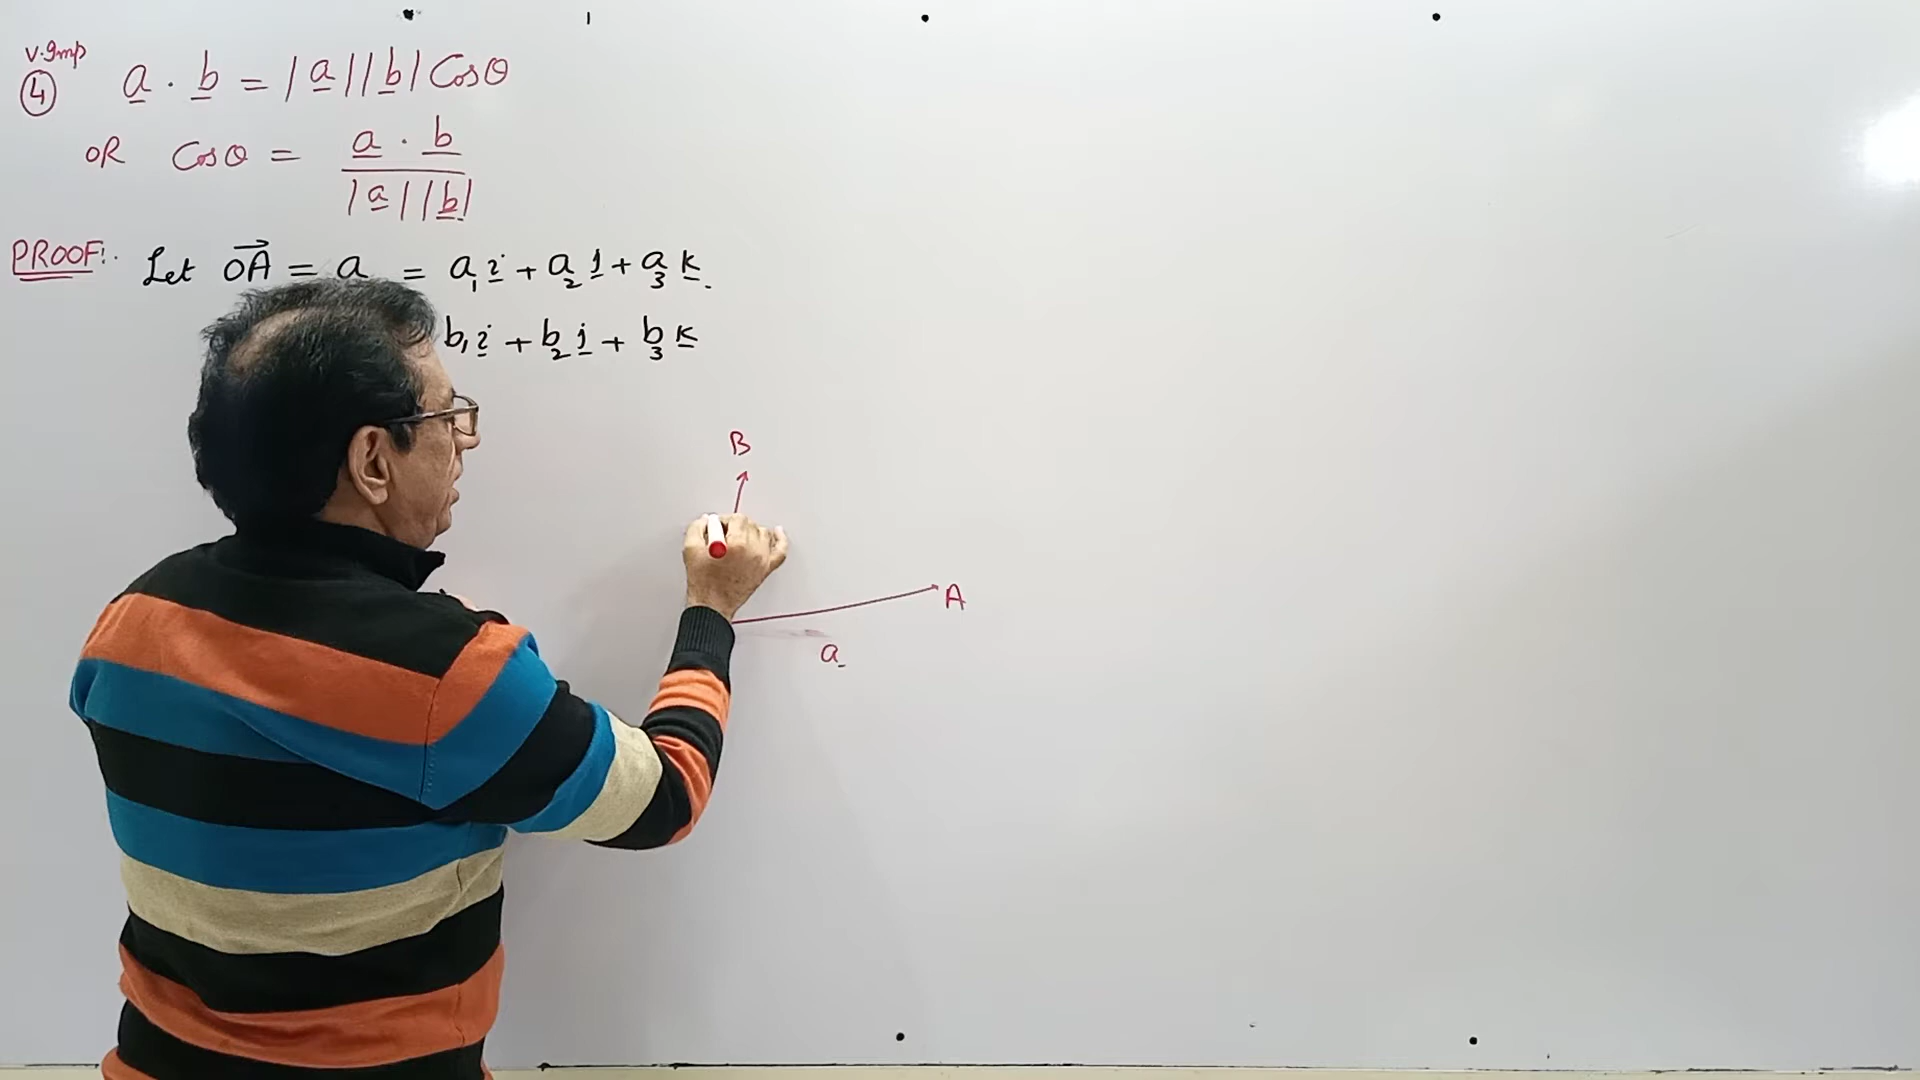 V.Imp
④ a · b = |a||b| Cosθ
OR Cosθ = a · b / |a||b|
PROOF:. Let OA = a = a₁i + a₂j + a₃k.
b₁i + b₂j + b₃k
B
A
a